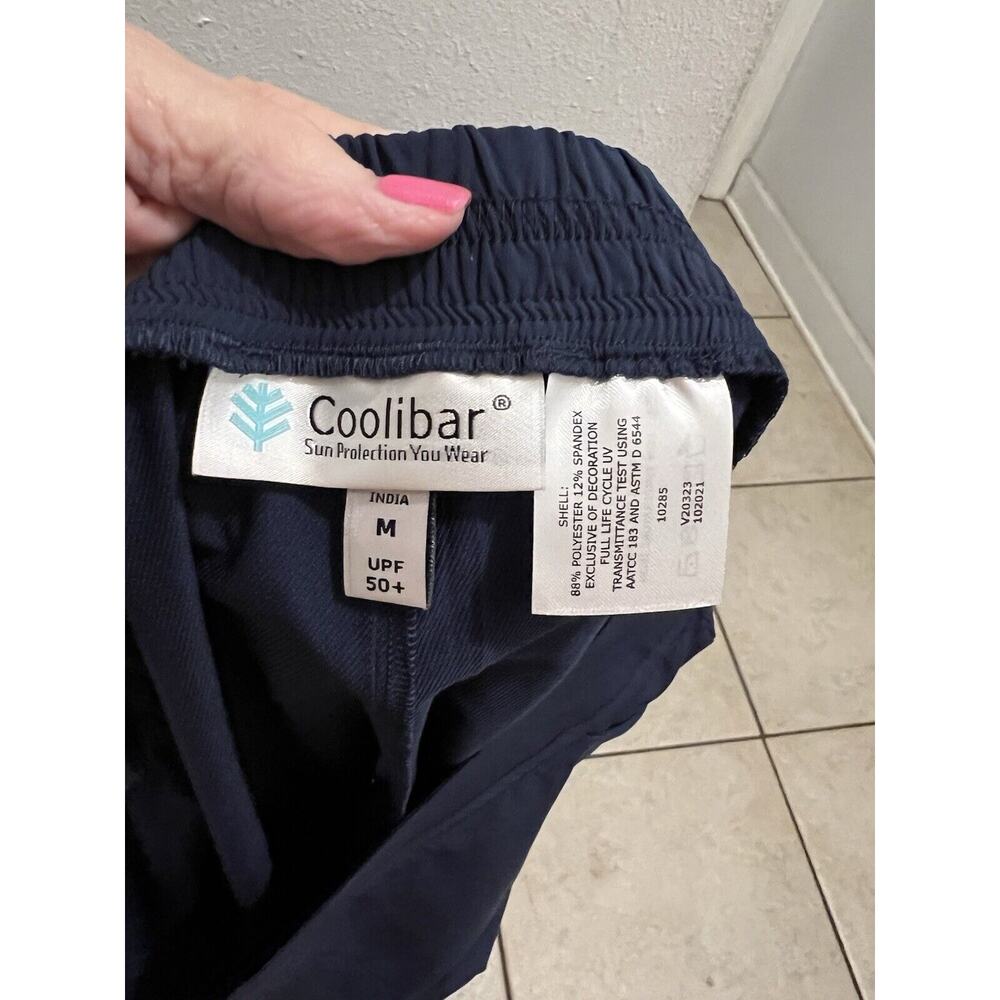 Coolibar ®
Sun Protection You Wear
INDIA
M
UPF
50+
SHELL:
88% POLYESTER 12% SPANDEX
EXCLUSIVE OF DECORATION
FULL LIFE CYCLE UV
TRANSMITTANCE TEST USING
AATCC 183 AND ASTM D 6544
10285
V20323
102021